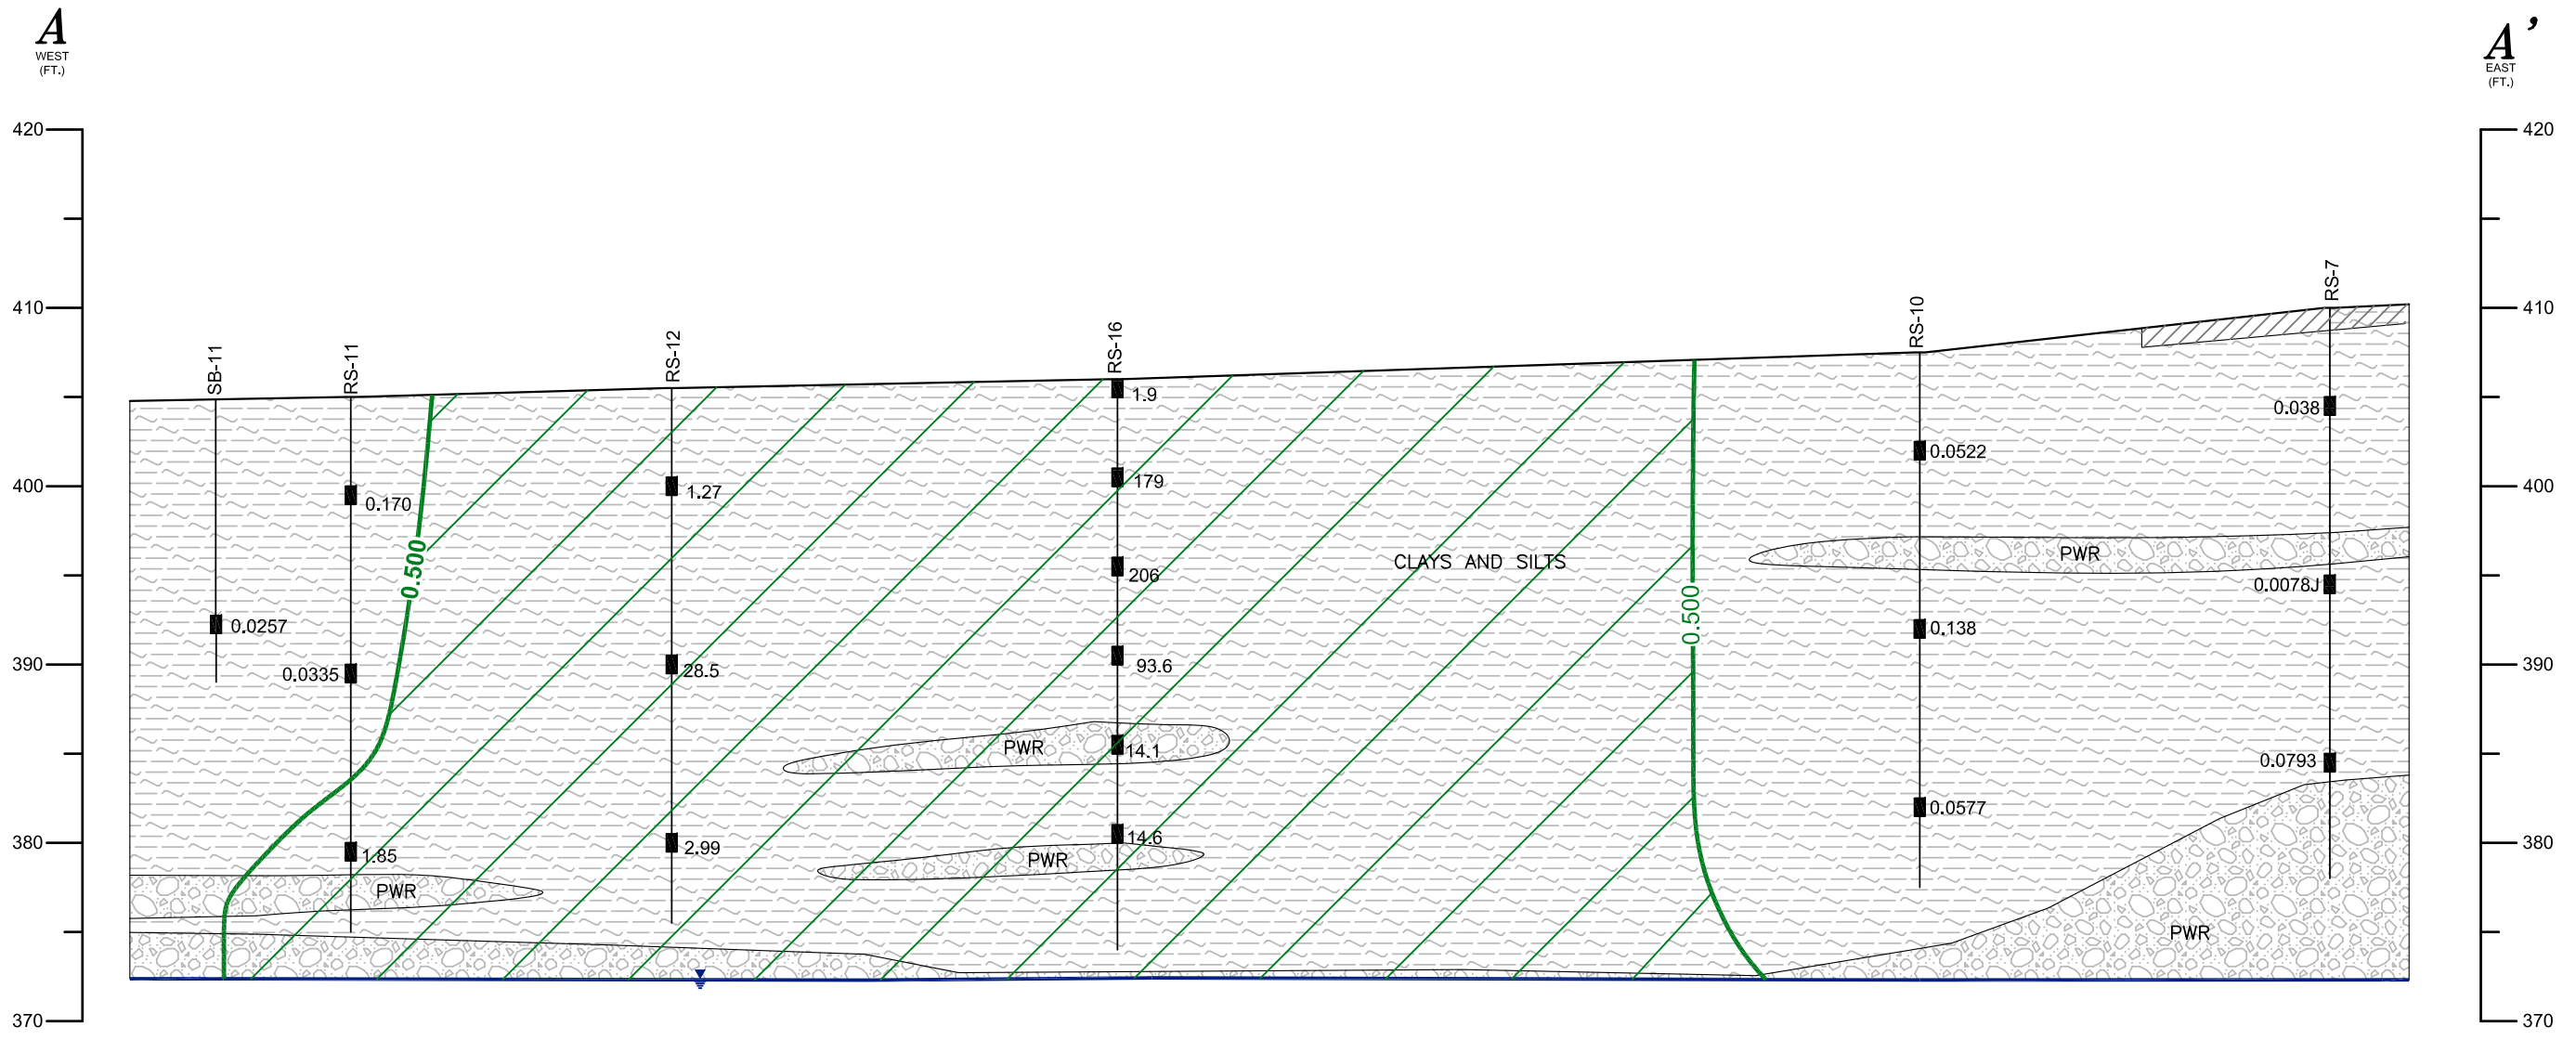 A
WEST
(FT.)
A’
EAST
(FT.)
420
420
RS-7
410
410
RS-10
RS-16
RS-12
RS-11
SB-11
1.9
0.038
0.0522
179
1.27
400
400
0.170
0.500
206
CLAYS AND SILTS
PWR
0.0078J
0.500
0.0257
0.138
390
390
0.0335
28.5
93.6
PWR
14.1
0.0793
0.0577
380
380
1.85
2.99
14.6
PWR
PWR
PWR
370
370